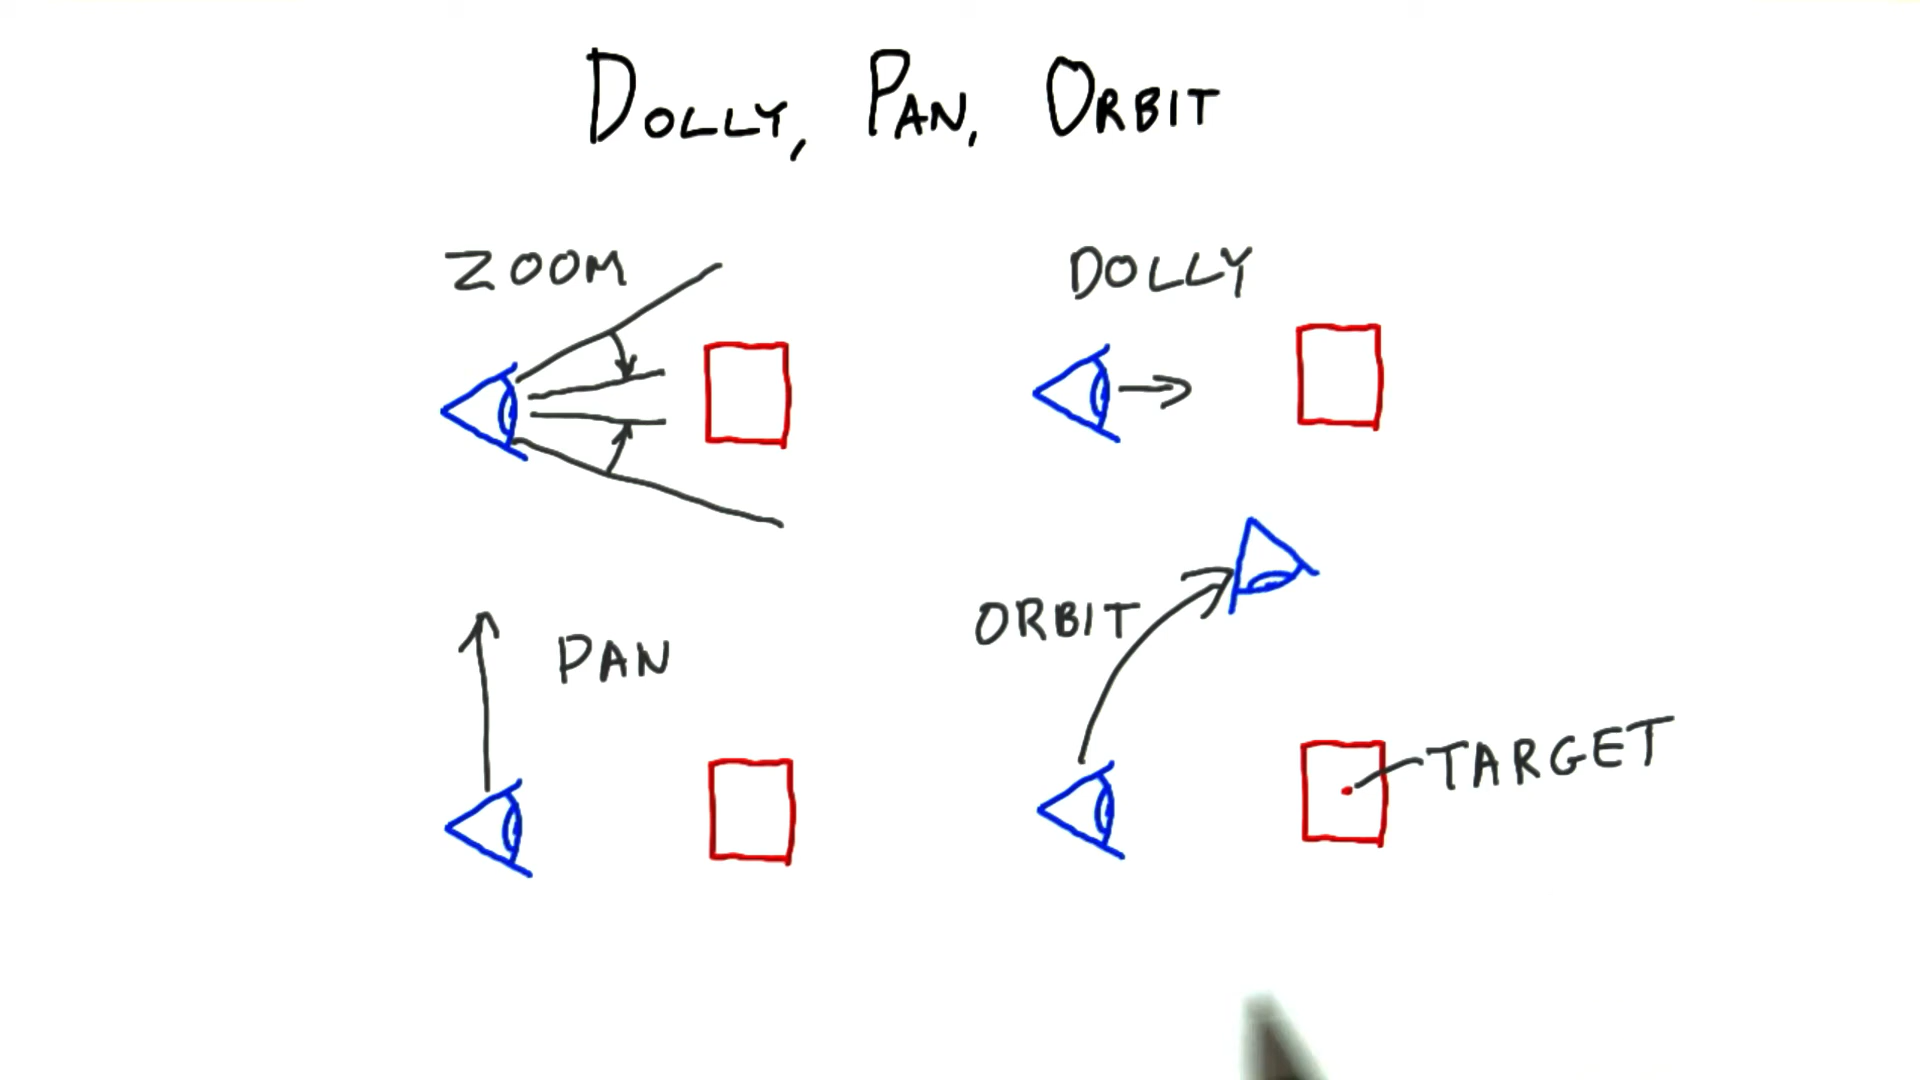 DOLLY, PAN, ORBIT
ZOOM
DOLLY
PAN
ORBIT
TARGET